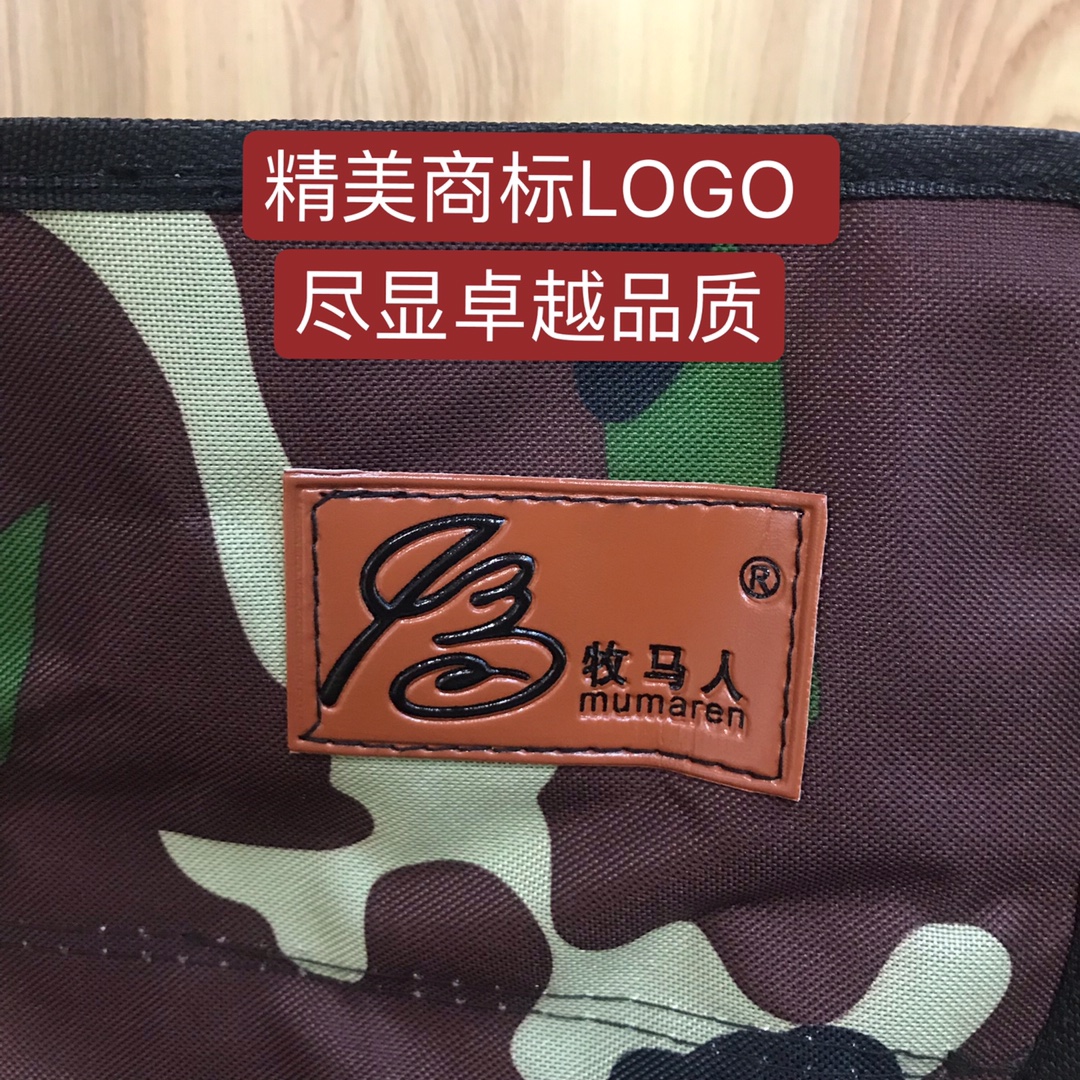 精美商标LOGO
尽显卓越品质
®
牧马人
mumaren